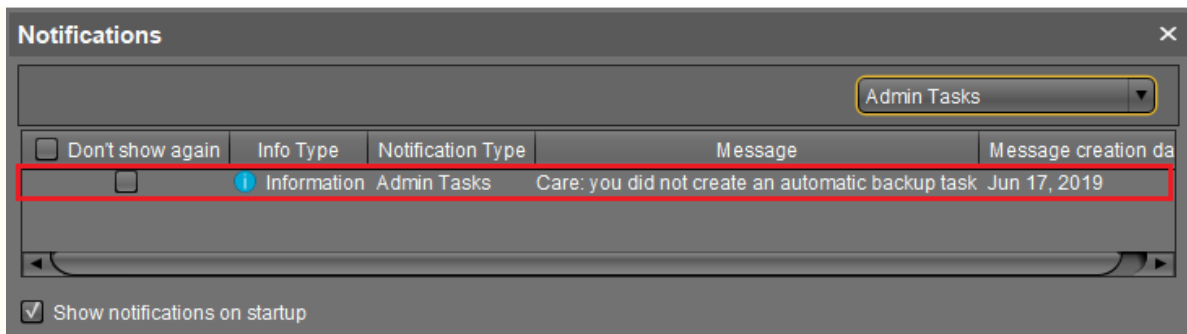 Notifications
Admin Tasks
Don't show again Info Type Notification Type Message Message creation da
Information Admin Tasks Care: you did not create an automatic backup task Jun 17, 2019
Show notifications on startup